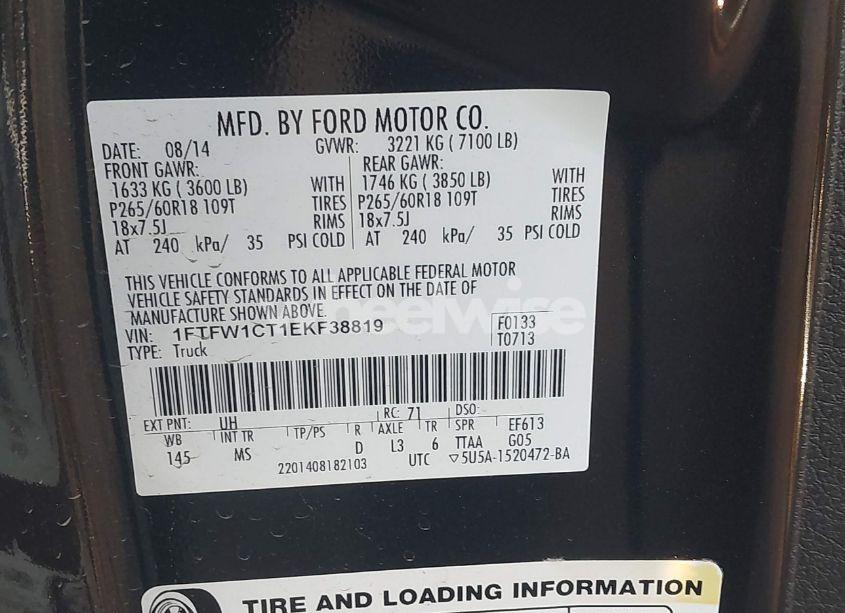 MFD. BY FORD MOTOR CO.
DATE: 08/14 GVWR: 3221 KG ( 7100 LB)
FRONT GAWR: REAR GAWR:
1633 KG ( 3600 LB) WITH 1746 KG ( 3850 LB) WITH
P265/60R18 109T TIRES P265/60R18 109T TIRES
18x7.5J RIMS 18x7.5J RIMS
AT 240 kPa/ 35 PSI COLD AT 240 kPa/ 35 PSI COLD
THIS VEHICLE CONFORMS TO ALL APPLICABLE FEDERAL MOTOR
VEHICLE SAFETY STANDARDS IN EFFECT ON THE DATE OF
MANUFACTURE SHOWN ABOVE.
VIN: 1FTFW1CT1EKF38819 F0133
TYPE: Truck T0713
EXT PNT: UH RC: 71 DSO:
WB INT TR TP/PS R AXLE TR SPR EF613
145 MS D L3 6 TTAA G05
2201408182103 UTC ▽5U5A-1520472-BA
TIRE AND LOADING INFORMATION